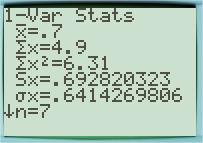 1-Var Stats
x̄=.7
Σx=4.9
Σx²=6.31
Sx=.692820323
σx=.6414269806
↓n=7